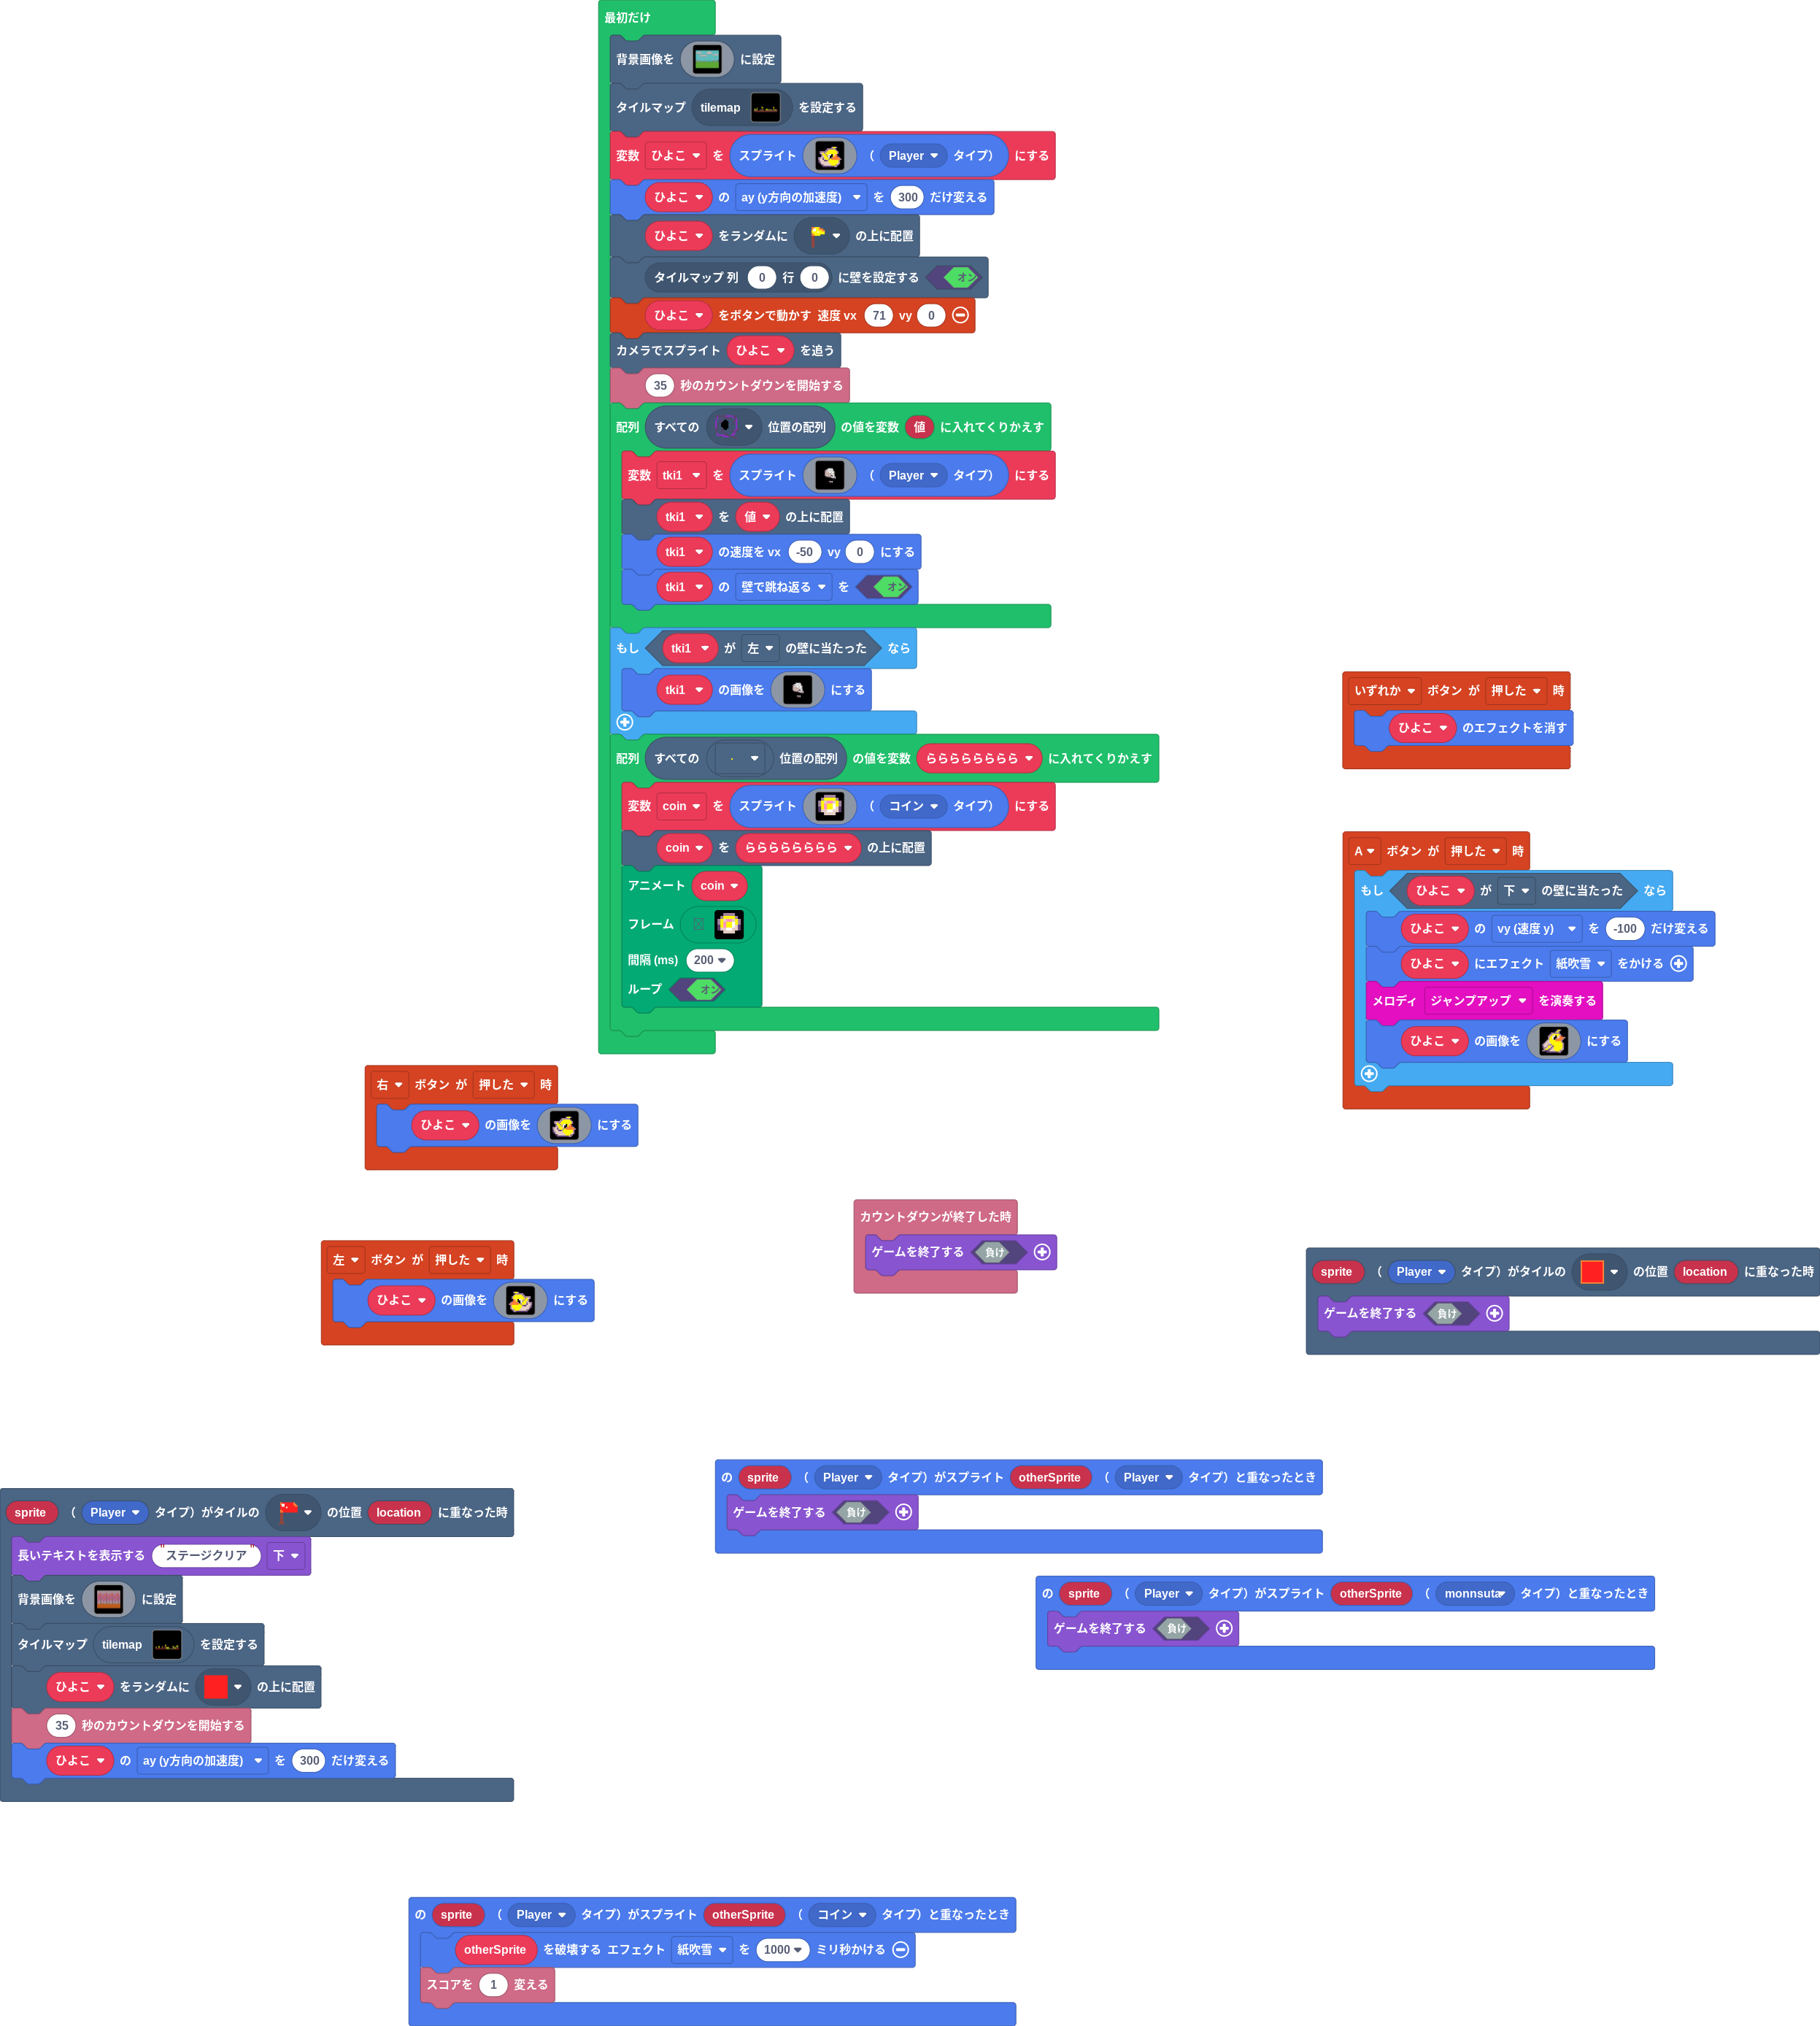 最初だけ
背景画像を に設定
タイルマップ tilemap を設定する
変数 ひよこ を スプライト ( Player タイプ) にする
ひよこ の ay (y方向の加速度) を 300 だけ変える
ひよこ をランダムに の上に配置
タイルマップ 列 0 行 0 に壁を設定する オン
ひよこ をボタンで動かす 速度 vx 71 vy 0
カメラでスプライト ひよこ を追う
35 秒のカウントダウンを開始する
配列 すべての 位置の配列 の値を変数 値 に入れてくりかえす
変数 tki1 を スプライト ( Player タイプ) にする
tki1 を 値 の上に配置
tki1 の速度を vx -50 vy 0 にする
tki1 の 壁で跳ね返る を オン
もし tki1 が 左 の壁に当たった なら
tki1 の画像を にする
配列 すべての 位置の配列 の値を変数 らららららららら に入れてくりかえす
変数 coin を スプライト ( コイン タイプ) にする
coin を らららららららら の上に配置
アニメート coin
フレーム
間隔 (ms) 200
ループ オン
いずれか ボタン が 押した 時
ひよこ のエフェクトを消す
A ボタン が 押した 時
もし ひよこ が 下 の壁に当たった なら
ひよこ の vy (速度 y) を -100 だけ変える
ひよこ にエフェクト 紙吹雪 をかける
メロディ ジャンプアップ を演奏する
ひよこ の画像を にする
右 ボタン が 押した 時
ひよこ の画像を にする
左 ボタン が 押した 時
ひよこ の画像を にする
カウントダウンが終了した時
ゲームを終了する 負け
sprite ( Player タイプ) がタイルの の位置 location に重なった時
ゲームを終了する 負け
sprite ( Player タイプ) がタイルの の位置 location に重なった時
長いテキストを表示する "ステージクリア" 下
背景画像を に設定
タイルマップ tilemap を設定する
ひよこ をランダムに の上に配置
35 秒のカウントダウンを開始する
ひよこ の ay (y方向の加速度) を 300 だけ変える
の sprite ( Player タイプ) がスプライト otherSprite ( Player タイプ) と重なったとき
ゲームを終了する 負け
の sprite ( Player タイプ) がスプライト otherSprite ( monnsuta タイプ) と重なったとき
ゲームを終了する 負け
の sprite ( Player タイプ) がスプライト otherSprite ( コイン タイプ) と重なったとき
otherSprite を破壊する エフェクト 紙吹雪 を 1000 ミリ秒かける
スコアを 1 変える